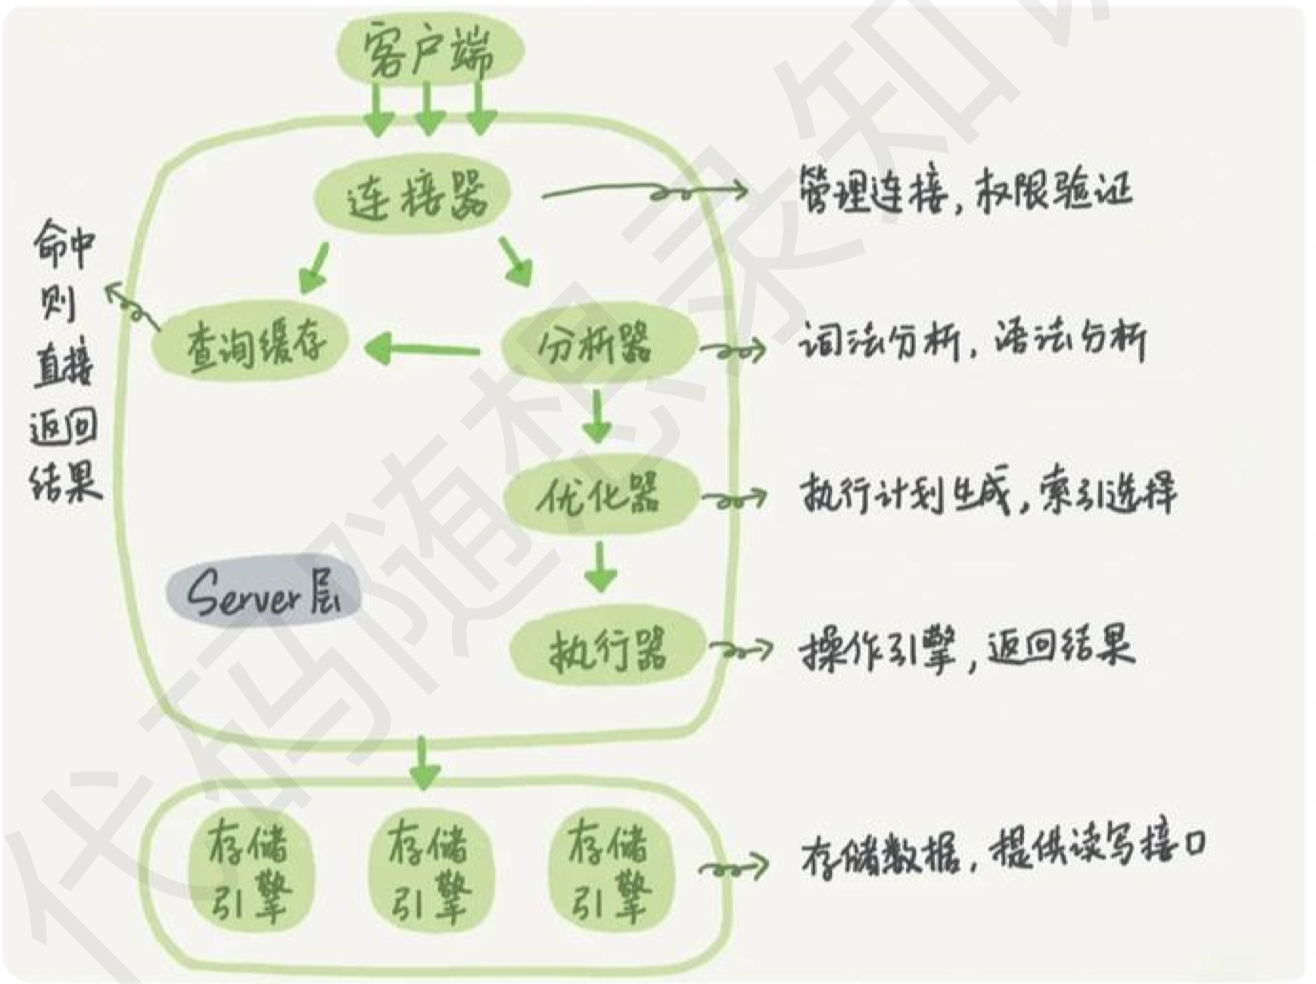 客户端
连接器
管理连接，权限验证
命中
则
直接
返回
结果
查询缓存
分析器
词法分析，语法分析
优化器
执行计划生成，索引选择
Server层
执行器
操作引擎，返回结果
存储
引擎
存储
引擎
存储
引擎
存储数据，提供读写接口
代码随想录知识